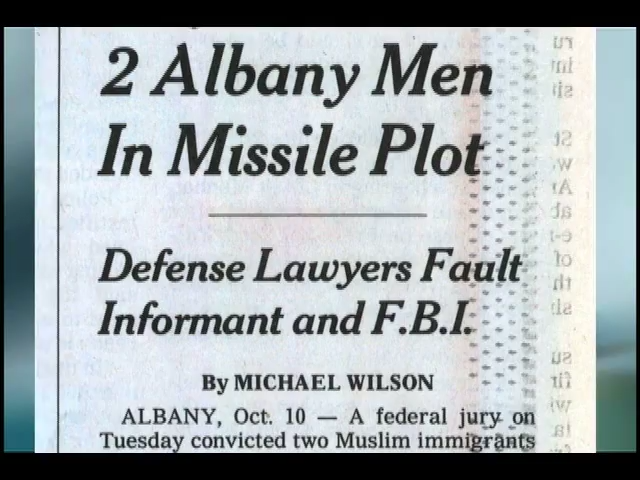 2 Albany Men
In Missile Plot
Defense Lawyers Fault
Informant and F.B.I.
By MICHAEL WILSON
ALBANY, Oct. 10 — A federal jury on
Tuesday convicted two Muslim immigrants